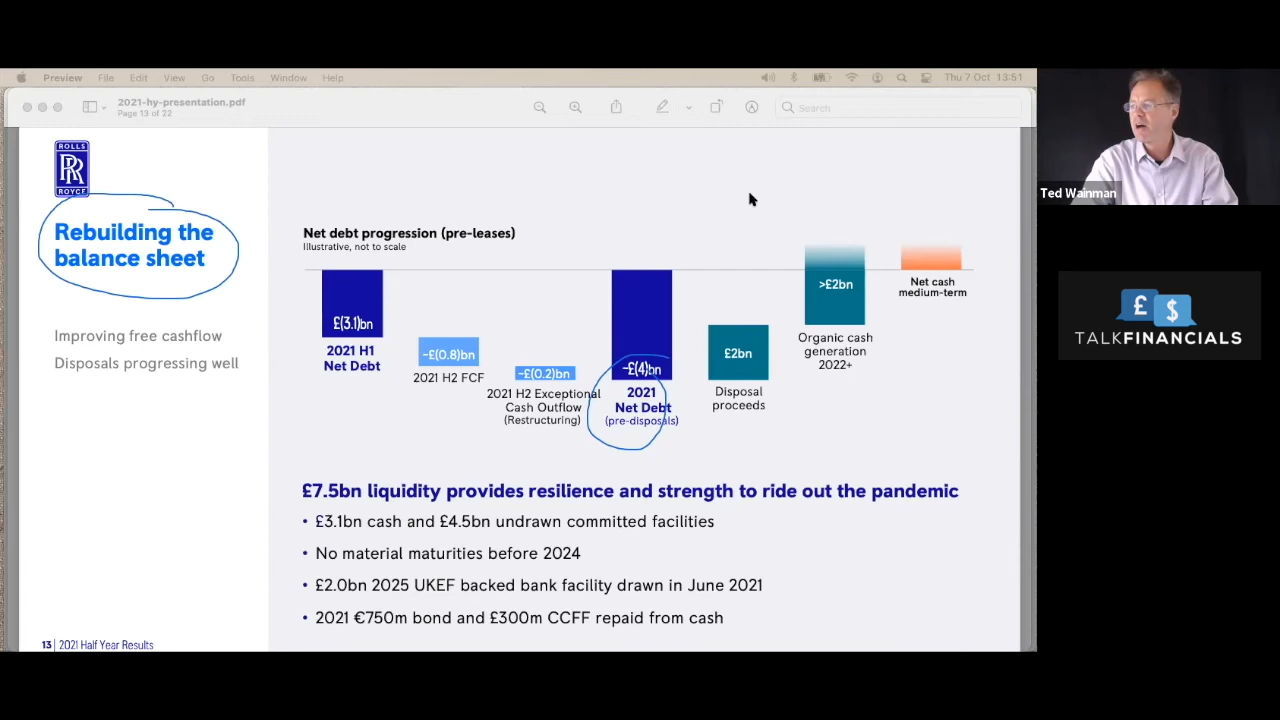 Preview File Edit View Go Tools Window Help Thu 7 Oct 13:51
2021-hy-presentation.pdf
Page 13 of 22
Search
ROLLS
RR
ROYCE
Rebuilding the
balance sheet
Improving free cashflow
Disposals progressing well
Net debt progression (pre-leases)
Illustrative, not to scale
£(3.1)bn
2021 H1
Net Debt
-£(0.8)bn
2021 H2 FCF
-£(0.2)bn
2021 H2 Exceptional
Cash Outflow
(Restructuring)
-£(4)bn
2021
Net Debt
(pre-disposals)
£2bn
Disposal
proceeds
>£2bn
Organic cash
generation
2022+
Net cash
medium-term
£7.5bn liquidity provides resilience and strength to ride out the pandemic
• £3.1bn cash and £4.5bn undrawn committed facilities
• No material maturities before 2024
• £2.0bn 2025 UKEF backed bank facility drawn in June 2021
• 2021 €750m bond and £300m CCFF repaid from cash
13 | 2021 Half Year Results
Ted Wainman
£ $
TALKFINANCIALS